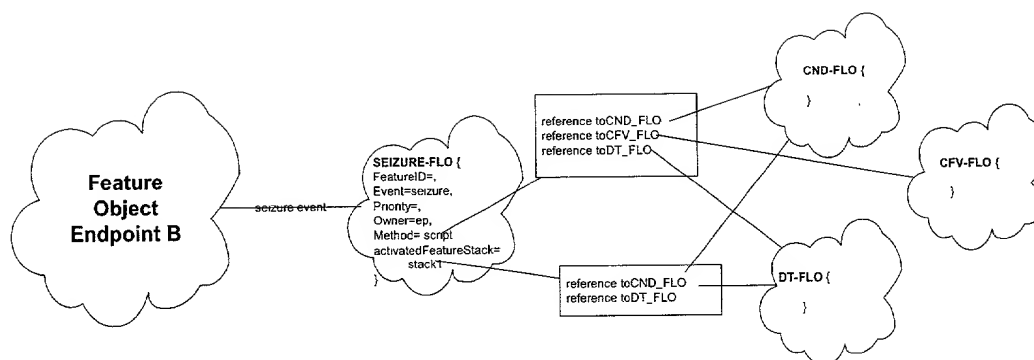 Feature
Object
Endpoint B
seizure event
SEIZURE-FLO {
FeatureID=,
Event=seizure,
Priority=,
Owner=ep,
Method= script
activatedFeatureStack=
stack1
}
reference toCND_FLO
reference toCFV_FLO
reference toDT_FLO
reference toCND_FLO
reference toDT_FLO
CND-FLO {
}
CFV-FLO {
}
DT-FLO {
}